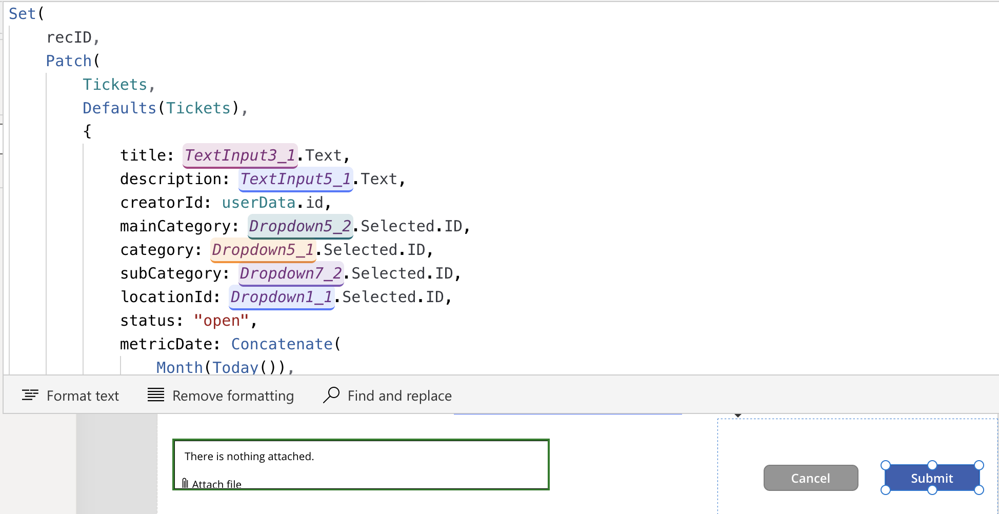 Set(
recID,
Patch(
Tickets,
Defaults(Tickets),
{
title: TextInput3_1.Text,
description: TextInput5_1.Text,
creatorId: userData.id,
mainCategory: Dropdown5_2.Selected.ID,
category: Dropdown5_1.Selected.ID,
subCategory: Dropdown7_2.Selected.ID,
locationId: Dropdown1_1.Selected.ID,
status: "open",
metricDate: Concatenate(
Month(Today()),
Format text Remove formatting Find and replace
There is nothing attached.
Attach file
Cancel Submit